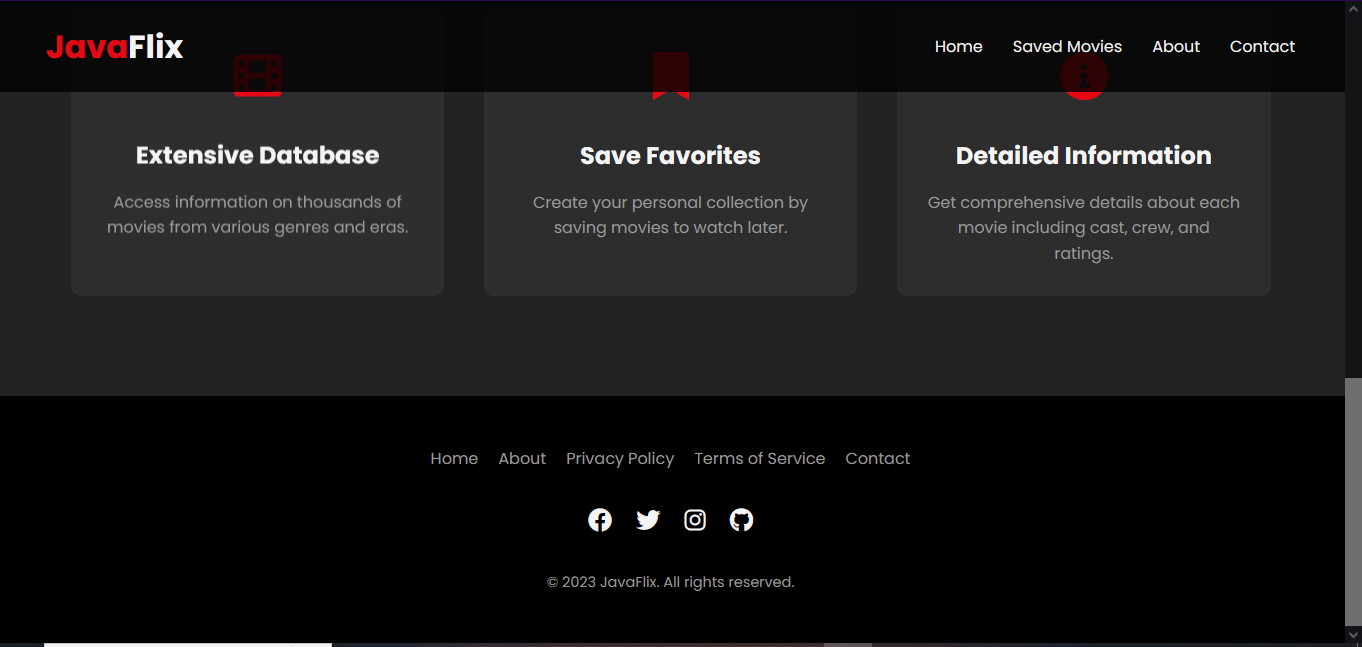 JavaFlix
Home Saved Movies About Contact
Extensive Database
Access information on thousands of
movies from various genres and eras.
Save Favorites
Create your personal collection by
saving movies to watch later.
Detailed Information
Get comprehensive details about each
movie including cast, crew, and
ratings.
Home About Privacy Policy Terms of Service Contact
© 2023 JavaFlix. All rights reserved.